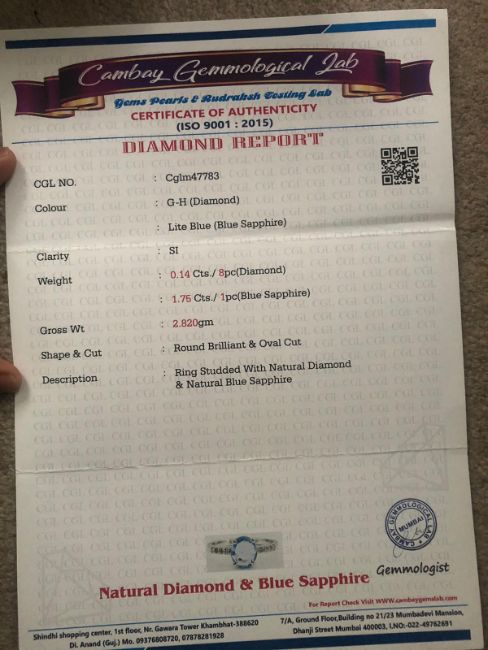 Cambay Gemmological Lab
Gems Pearls & Rudraksh Testing Lab
CERTIFICATE OF AUTHENTICITY
(ISO 9001 : 2015)
DIAMOND REPORT
CGL NO. : Cglm47783
Colour : G-H (Diamond)
: Lite Blue (Blue Sapphire)
Clarity : SI
Weight : 0.14 Cts./ 8pc(Diamond)
: 1.75 Cts./ 1pc(Blue Sapphire)
Gross Wt : 2.820gm
Shape & Cut : Round Brilliant & Oval Cut
Description : Ring Studded With Natural Diamond
& Natural Blue Sapphire
CAMBAY GEMMOLOGICAL LAB
MUMBAI
Gemmologist
Natural Diamond & Blue Sapphire
For Report Check Visit WWW.cambaygemslab.com
Shindhi shopping center, 1st floor, Nr. Gawara Tower Khambhat-388620
Di. Anand (Guj.) Mo. 09376808720, 07878281928
7/A, Ground Floor,Building no 21/23 Mumbadevi Mansion,
Dhanji Street Mumbai 400003, I.NO:-022-49762691